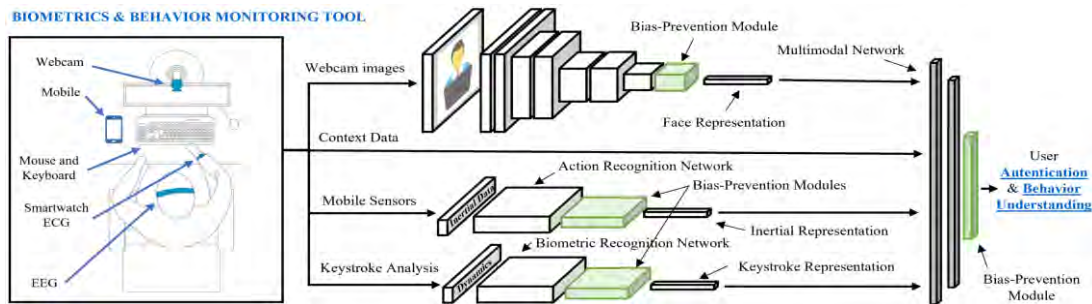 BIOMETRICS & BEHAVIOR MONITORING TOOL
Webcam
Mobile
Mouse and
Keyboard
Smartwatch
ECG
EEG
Webcam images
Context Data
Mobile Sensors
Keystroke Analysis
Bias-Prevention Module
Face Representation
Multimodal Network
Action Recognition Network
Inertial Data
Bias-Prevention Modules
Inertial Representation
Biometric Recognition Network
Dynamics
Keystroke Representation
User
Autentication
& Behavior
Understanding
Bias-Prevention
Module